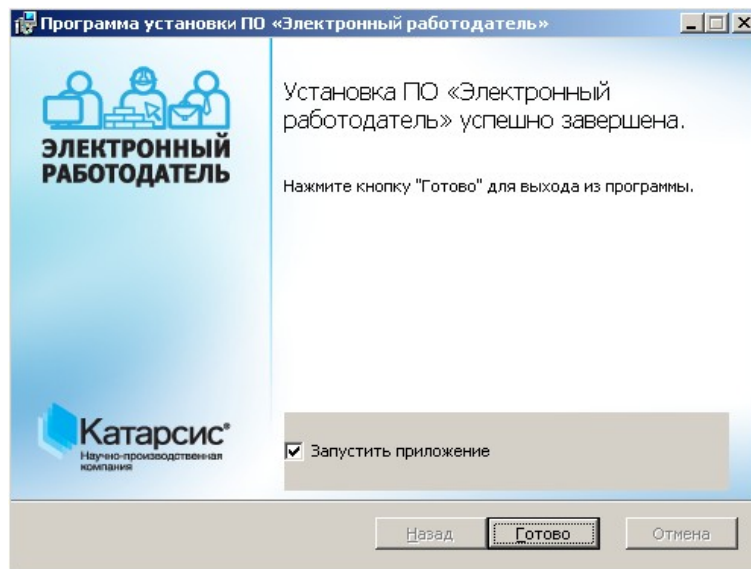 Программа установки ПО «Электронный работодатель»
ЭЛЕКТРОННЫЙ
РАБОТОДАТЕЛЬ
Установка ПО «Электронный
работодатель» успешно завершена.
Нажмите кнопку "Готово" для выхода из программы.
Катарсис®
Научно-производственная
компания
Запустить приложение
Назад
Готово
Отмена